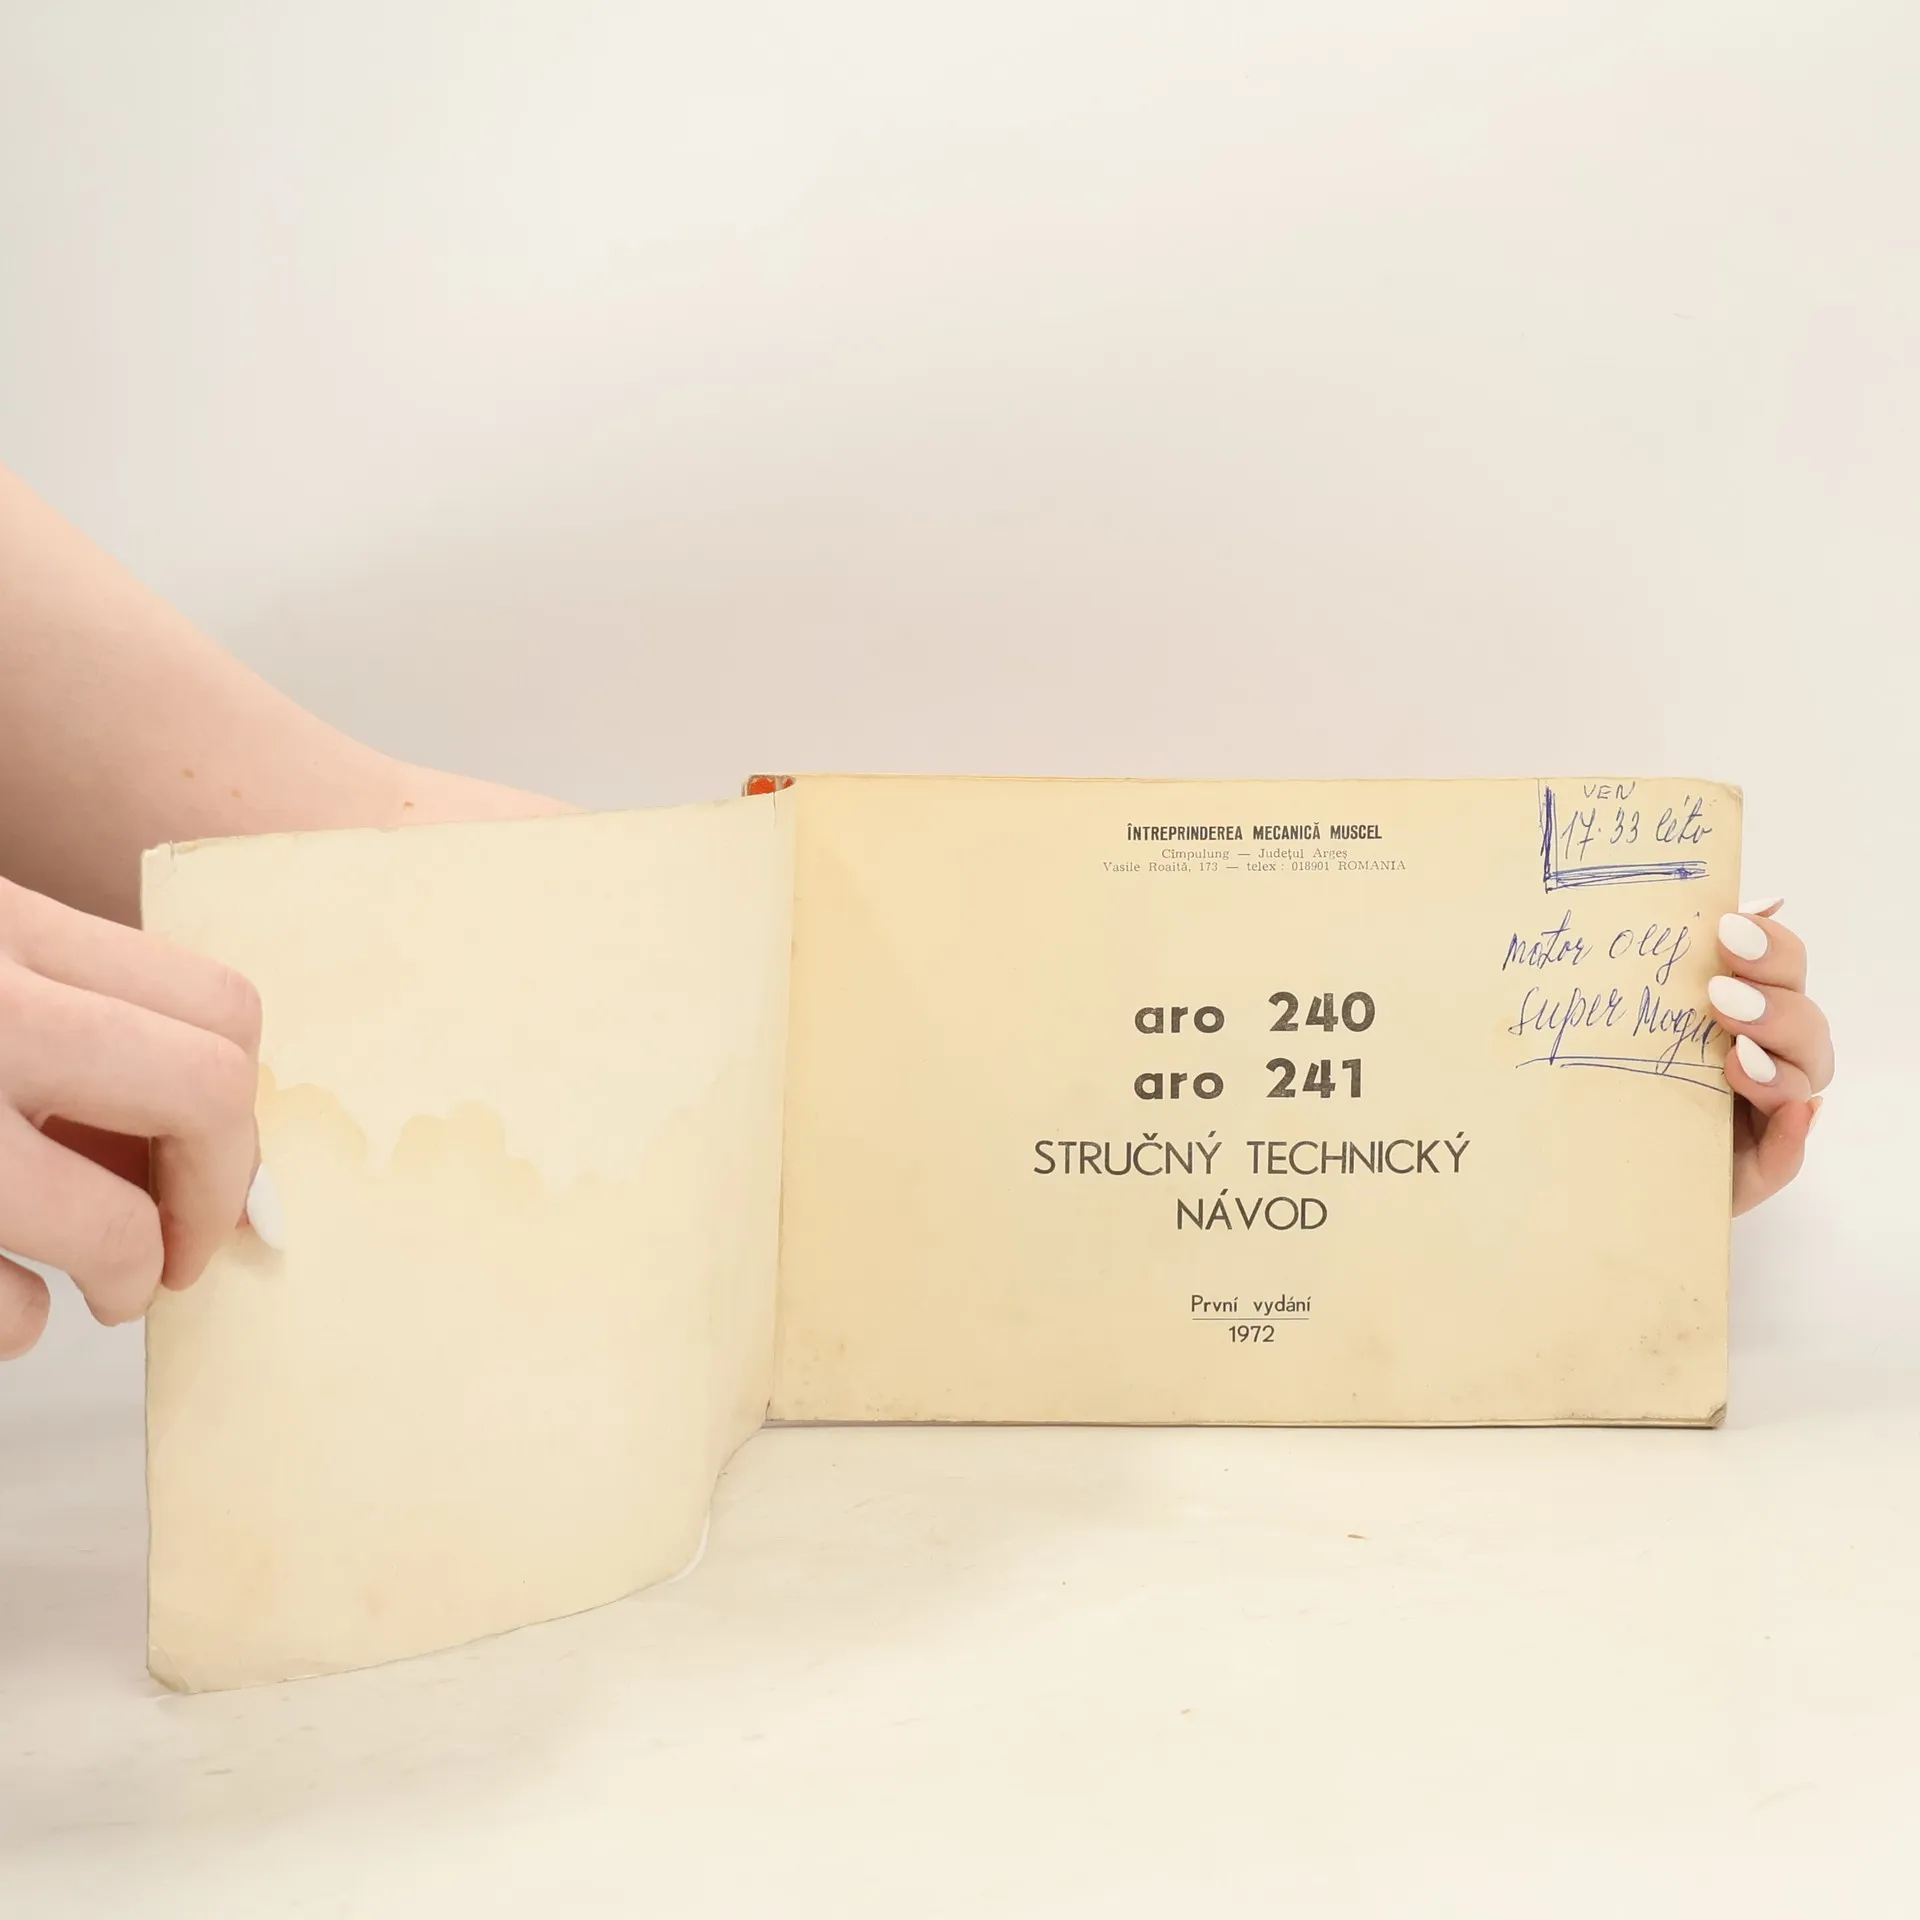 ÎNTREPRINDEREA MECANICĂ MUSCEL
Cîmpulung — Județul Argeș
Vasile Roaită, 173 — telex : 018901 ROMANIA
VEN
17·33 léto
motor olej
super
aro 240
aro 241
STRUČNÝ TECHNICKÝ
NÁVOD
První vydání
1972